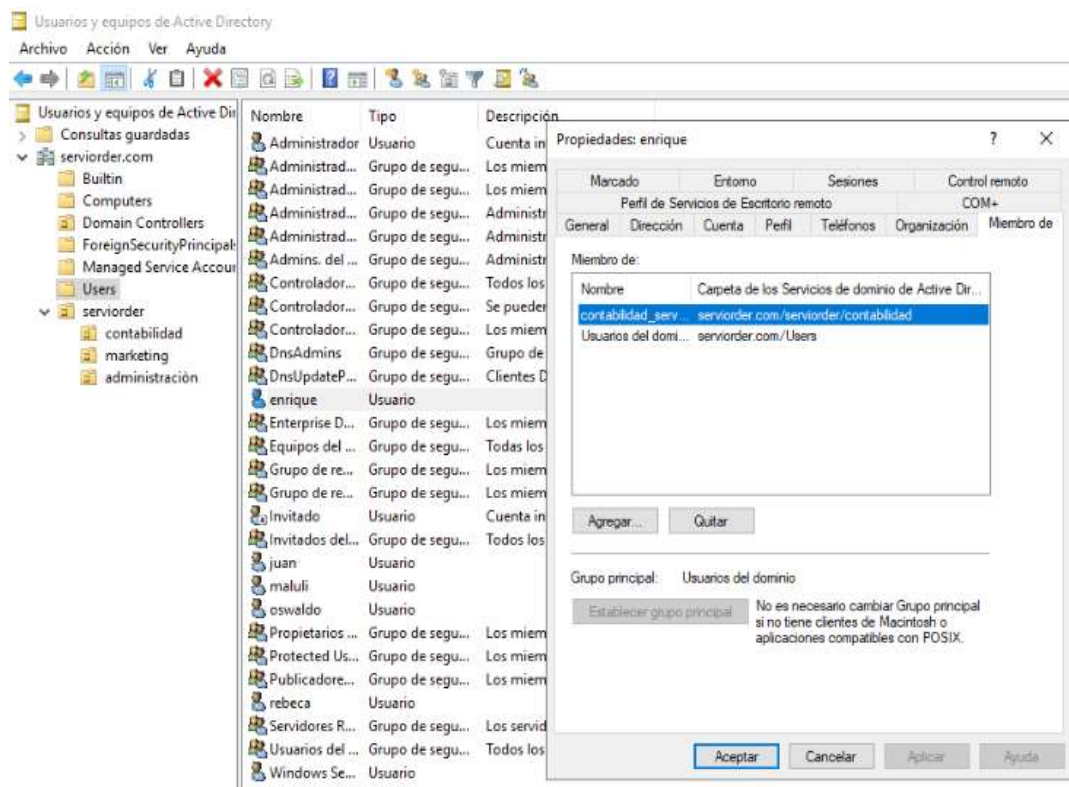 Usuarios y equipos de Active Directory
Archivo Acción Ver Ayuda
Usuarios y equipos de Active Dir
Consultas guardadas
serviorder.com
Builtin
Computers
Domain Controllers
ForeignSecurityPrincipals
Managed Service Accour
Users
serviorder
contabilidad
marketing
administración
Nombre Tipo Descripción
Administrador Usuario Cuenta in
Administrad... Grupo de segu... Los miem
Administrad... Grupo de segu... Los miem
Administrad... Grupo de segu... Administr
Administrad... Grupo de segu... Administr
Admins. del ... Grupo de segu... Administr
Controlador... Grupo de segu... Todos los
Controlador... Grupo de segu... Se pueden
Controlador... Grupo de segu... Los miem
DnsAdmins Grupo de segu... Grupo de
DnsUpdateP... Grupo de segu... Clientes D
enrique Usuario
Enterprise D... Grupo de segu... Los miem
Equipos del ... Grupo de segu... Todas los
Grupo de re... Grupo de segu... Los miem
Grupo de re... Grupo de segu... Los miem
Invitado Usuario Cuenta in
Invitados del... Grupo de segu... Todos los
juan Usuario
maluli Usuario
oswaldo Usuario
Propietarios ... Grupo de segu... Los miem
Protected Us... Grupo de segu... Los miem
Publicadore... Grupo de segu... Los miem
rebeca Usuario
Servidores R... Grupo de segu... Los servid
Usuarios del ... Grupo de segu... Todos los
Windows Se... Usuario
Propiedades: enrique ? X
Marcado Entorno Sesiones Control remoto
Perfil de Servicios de Escritorio remoto COM+
General Dirección Cuenta Perfil Teléfonos Organización Miembro de
Miembro de:
Nombre Carpeta de los Servicios de dominio de Active Dir...
contabilidad_serv... serviorder.com/serviorder/contabilidad
Usuarios del domi... serviorder.com/Users
Agregar... Quitar
Grupo principal: Usuarios del dominio
Establecer grupo principal
No es necesario cambiar Grupo principal
si no tiene clientes de Macintosh o
aplicaciones compatibles con POSIX.
Aceptar Cancelar Aplicar Ayuda